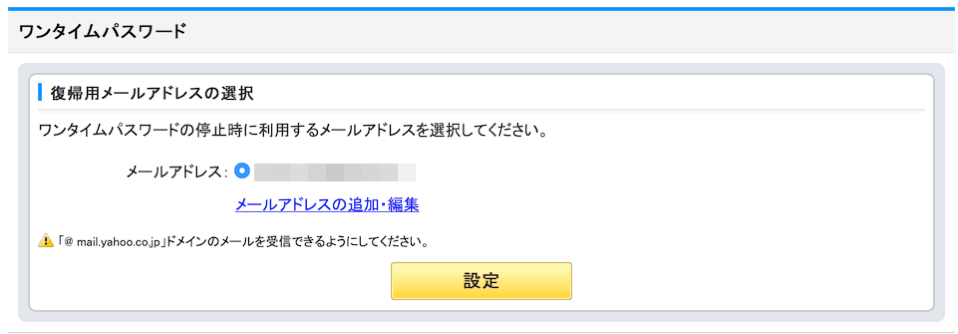 ワンタイムパスワード
復帰用メールアドレスの選択
ワンタイムパスワードの停止時に利用するメールアドレスを選択してください。
メールアドレス:
メールアドレスの追加・編集
「@ mail.yahoo.co.jp」ドメインのメールを受信できるようにしてください。
設定